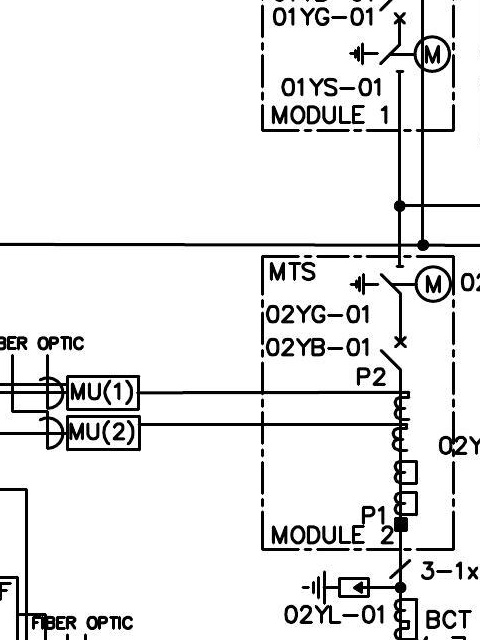 01YG-01
M
01YS-01
MODULE 1
MTS
M
02
02YG-01
02YB-01
BER OPTIC
P2
MU(1)
MU(2)
02Y
P1
MODULE 2
3-1x
F
02YL-01
BCT
FIBER OPTIC